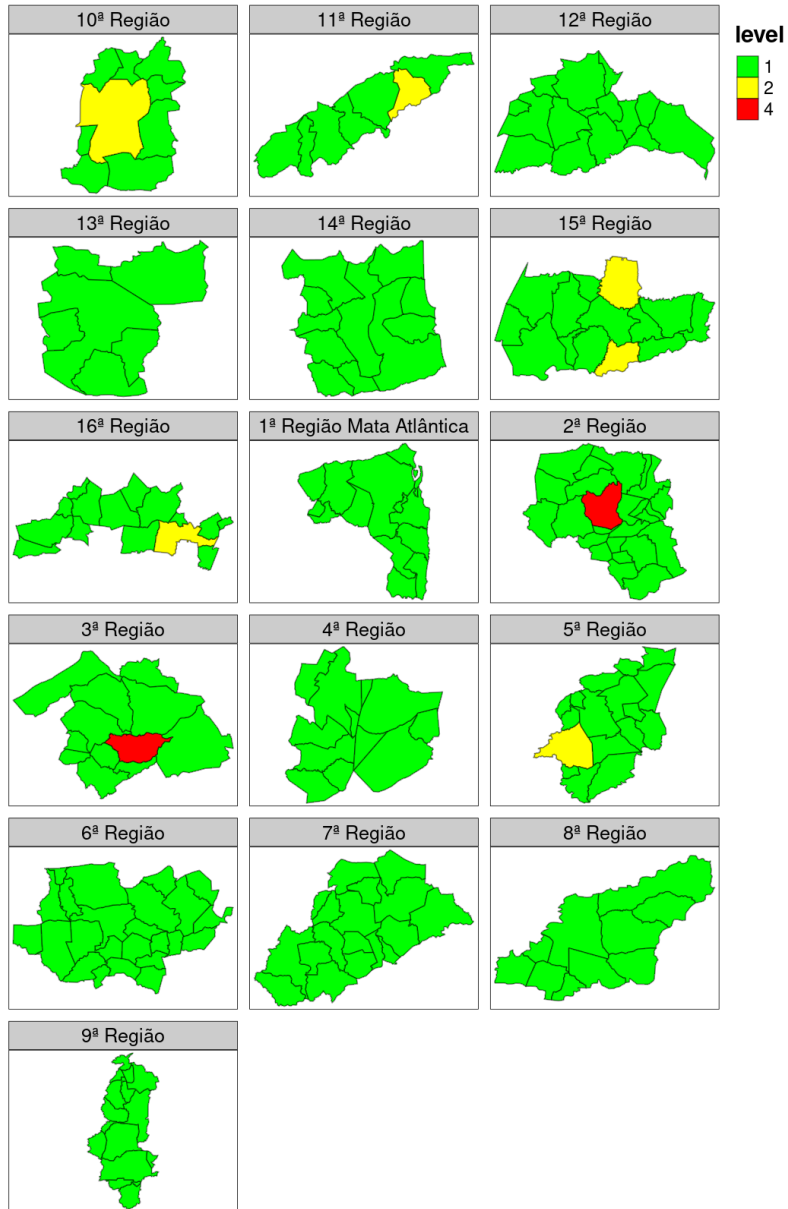 10ª Região
11ª Região
12ª Região
level
1
2
4
13ª Região
14ª Região
15ª Região
16ª Região
1ª Região Mata Atlântica
2ª Região
3ª Região
4ª Região
5ª Região
6ª Região
7ª Região
8ª Região
9ª Região